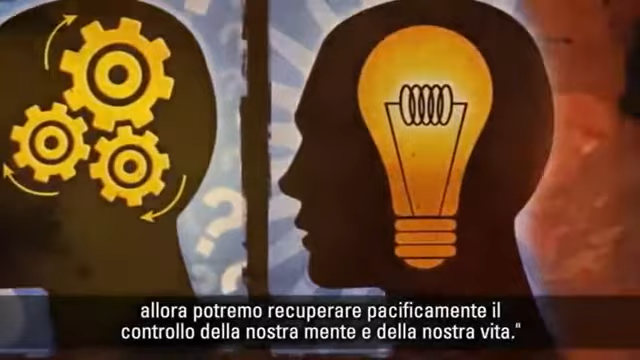 allora potremo recuperare pacificamente il
controllo della nostra mente e della nostra vita."